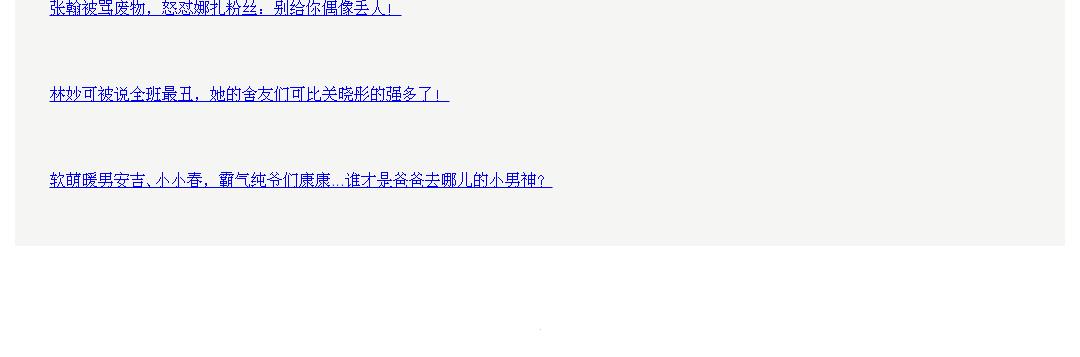 张翰被骂废物，怒怼娜扎粉丝：别给你偶像丢人！
林妙可被说全班最丑，她的舍友们可比关晓彤的强多了！
软萌暖男安吉、小小春，霸气纯爷们康康...谁才是爸爸去哪儿的小男神？